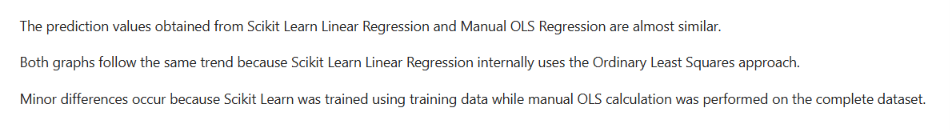 The prediction values obtained from Scikit Learn Linear Regression and Manual OLS Regression are almost similar.
Both graphs follow the same trend because Scikit Learn Linear Regression internally uses the Ordinary Least Squares approach.
Minor differences occur because Scikit Learn was trained using training data while manual OLS calculation was performed on the complete dataset.